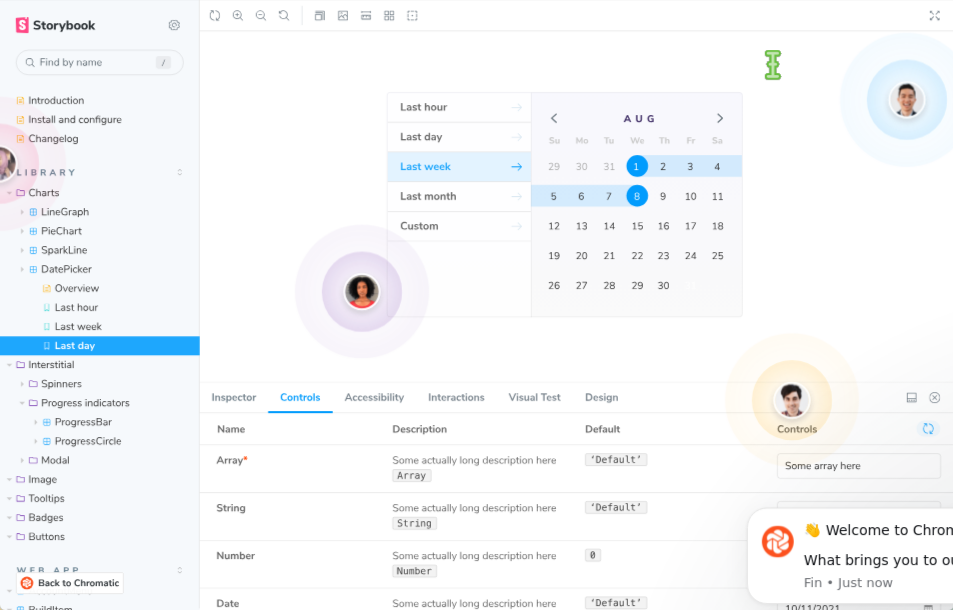 Storybook
Find by name /
Introduction
Install and configure
Changelog
LIBRARY
Charts
LineGraph
PieChart
SparkLine
DatePicker
Overview
Last hour
Last week
Last day
Interstitial
Spinners
Progress indicators
ProgressBar
ProgressCircle
Modal
Image
Tooltips
Badges
Buttons
WEB APP
Back to Chromatic
BuildItem
Last hour
Last day
Last week
Last month
Custom
AUG
Su Mo Tu We Th Fr Sa
29 30 31 1 2 3 4
5 6 7 8 9 10 11
12 13 14 15 16 17 18
19 20 21 22 23 24 25
26 27 28 29 30 31
Inspector Controls Accessibility Interactions Visual Test Design
Name Description Default Controls
Array* Some actually long description here 'Default' Some array here
Array
String Some actually long description here 'Default'
String
Number Some actually long description here 0
Number
Date Some actually long description here 'Default' 10/11/2021
👋 Welcome to Chrom
What brings you to ou
Fin • Just now